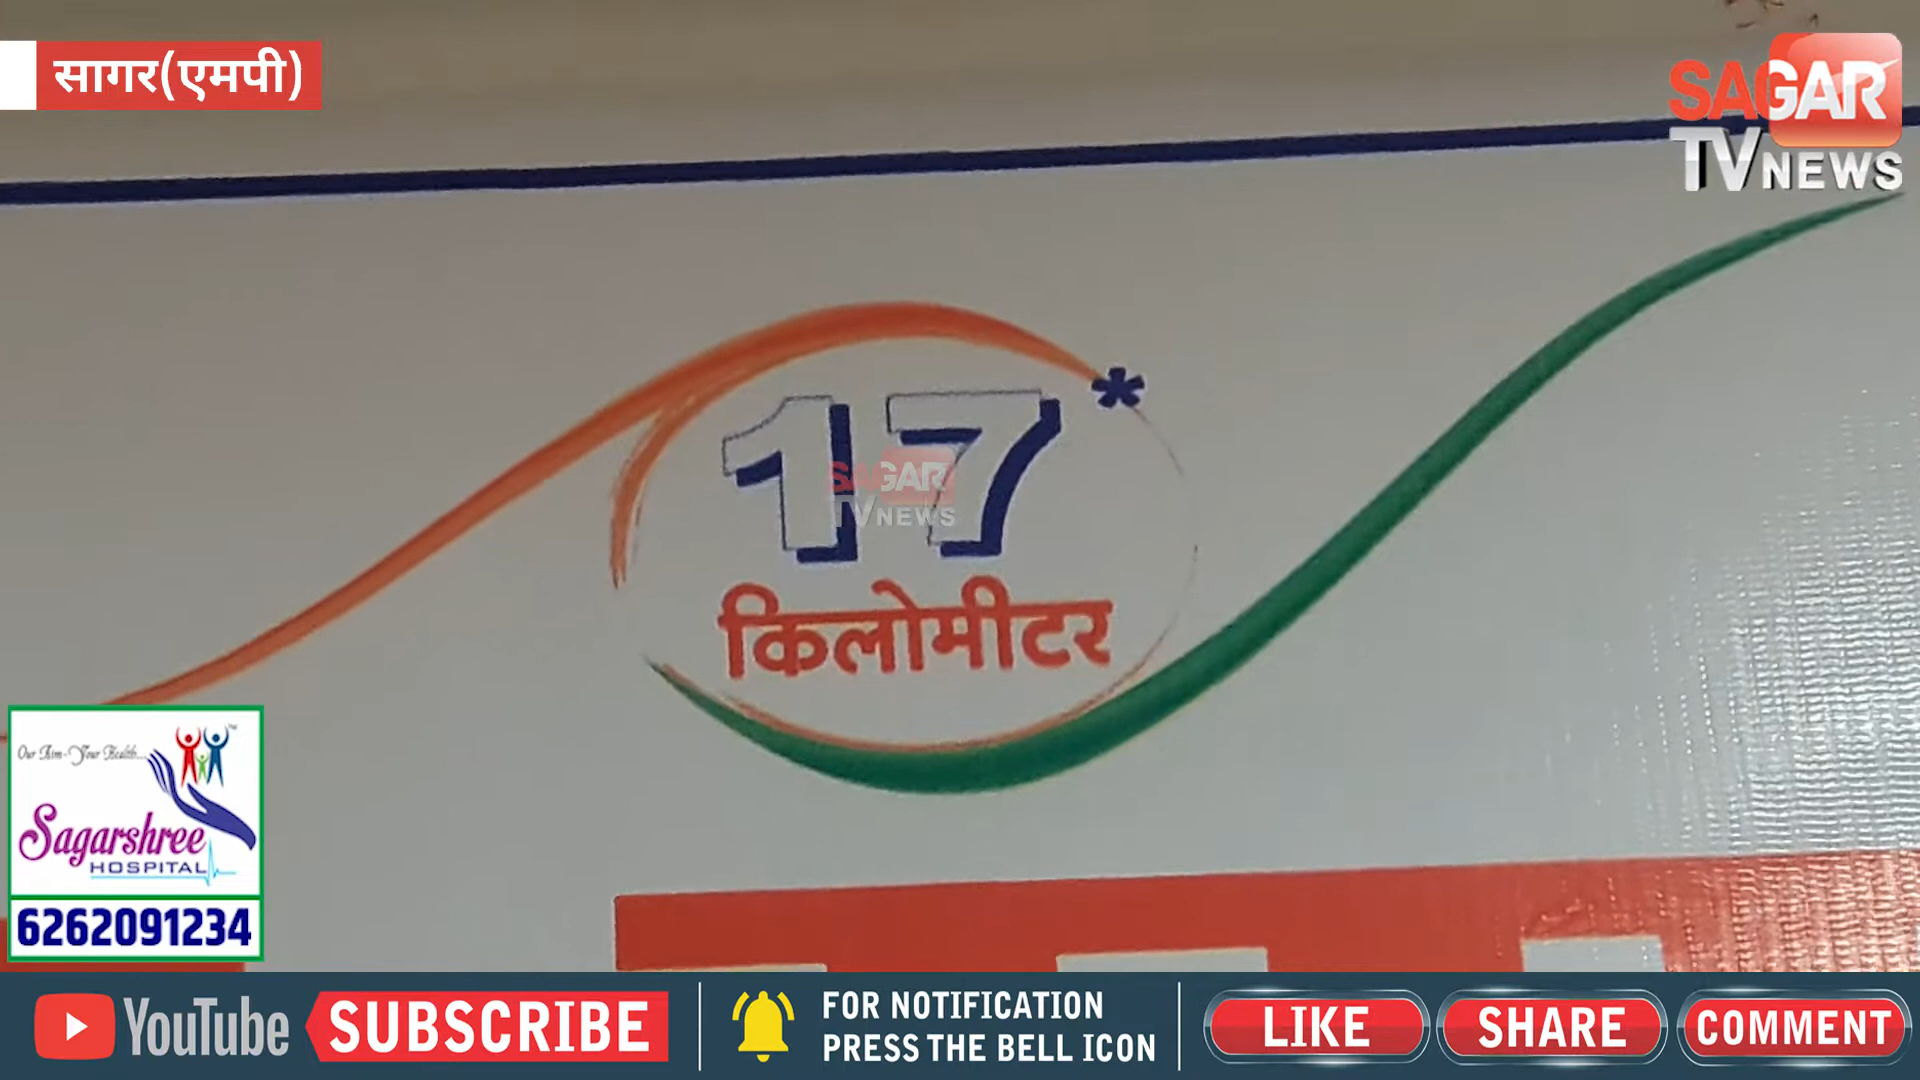 सागर(एमपी)
SAGAR
TV NEWS
17*
SAGAR
TV NEWS
किलोमीटर
Our Aim-Your Health...
TM
Sagarshree
HOSPITAL
6262091234
YouTube
SUBSCRIBE
FOR NOTIFICATION
PRESS THE BELL ICON
LIKE
SHARE
COMMENT